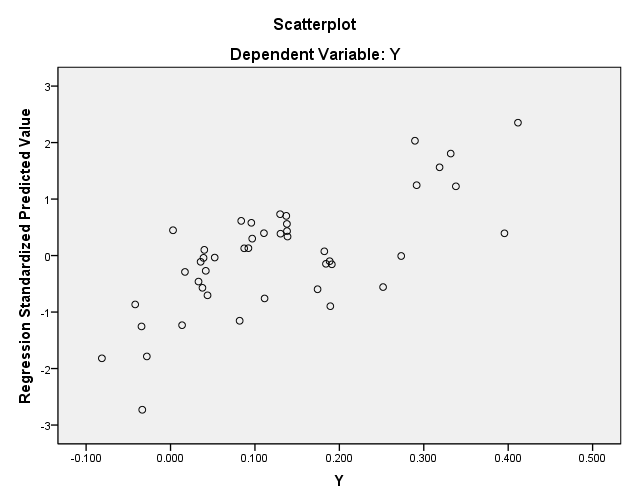 Scatterplot
Dependent Variable: Y
Regression Standardized Predicted Value
3
2
1
0
-1
-2
-3
-0.100 0.000 0.100 0.200 0.300 0.400 0.500
Y